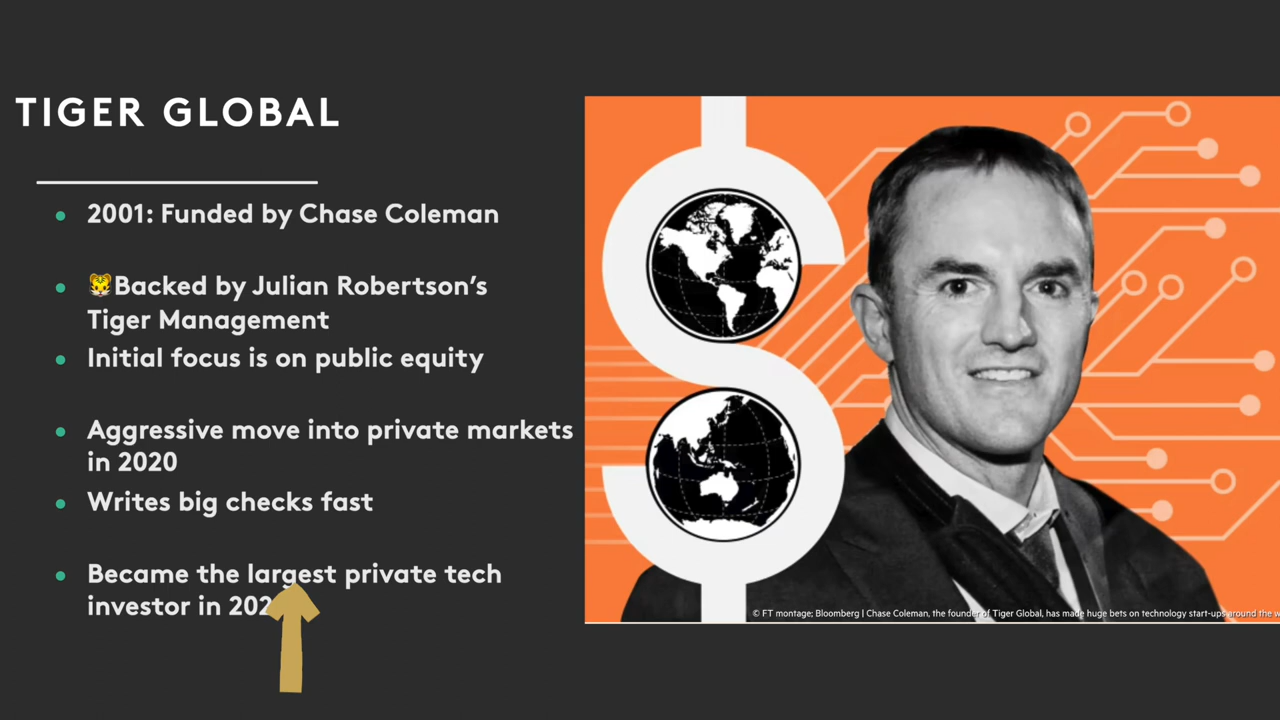 TIGER GLOBAL
2001: Funded by Chase Coleman
🐯Backed by Julian Robertson’s
Tiger Management
Initial focus is on public equity
Aggressive move into private markets
in 2020
Writes big checks fast
Became the largest private tech
investor in
© FT montage; Bloomberg | Chase Coleman, the founder of Tiger Global, has made huge bets on technology start-ups around the